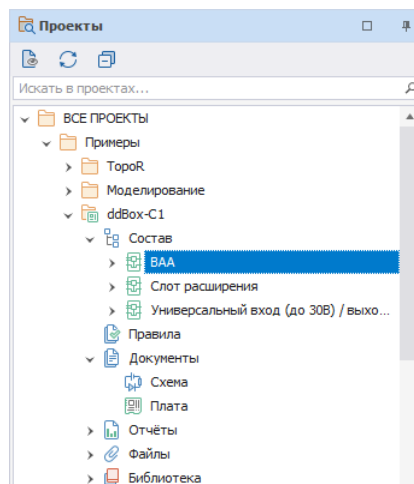 Проекты
Искать в проектах...
ВСЕ ПРОЕКТЫ
Примеры
TopoR
Моделирование
ddBox-C1
Состав
BAA
Слот расширения
Универсальный вход (до 30В) / выхо...
Правила
Документы
Схема
Плата
Отчёты
Файлы
Библиотека